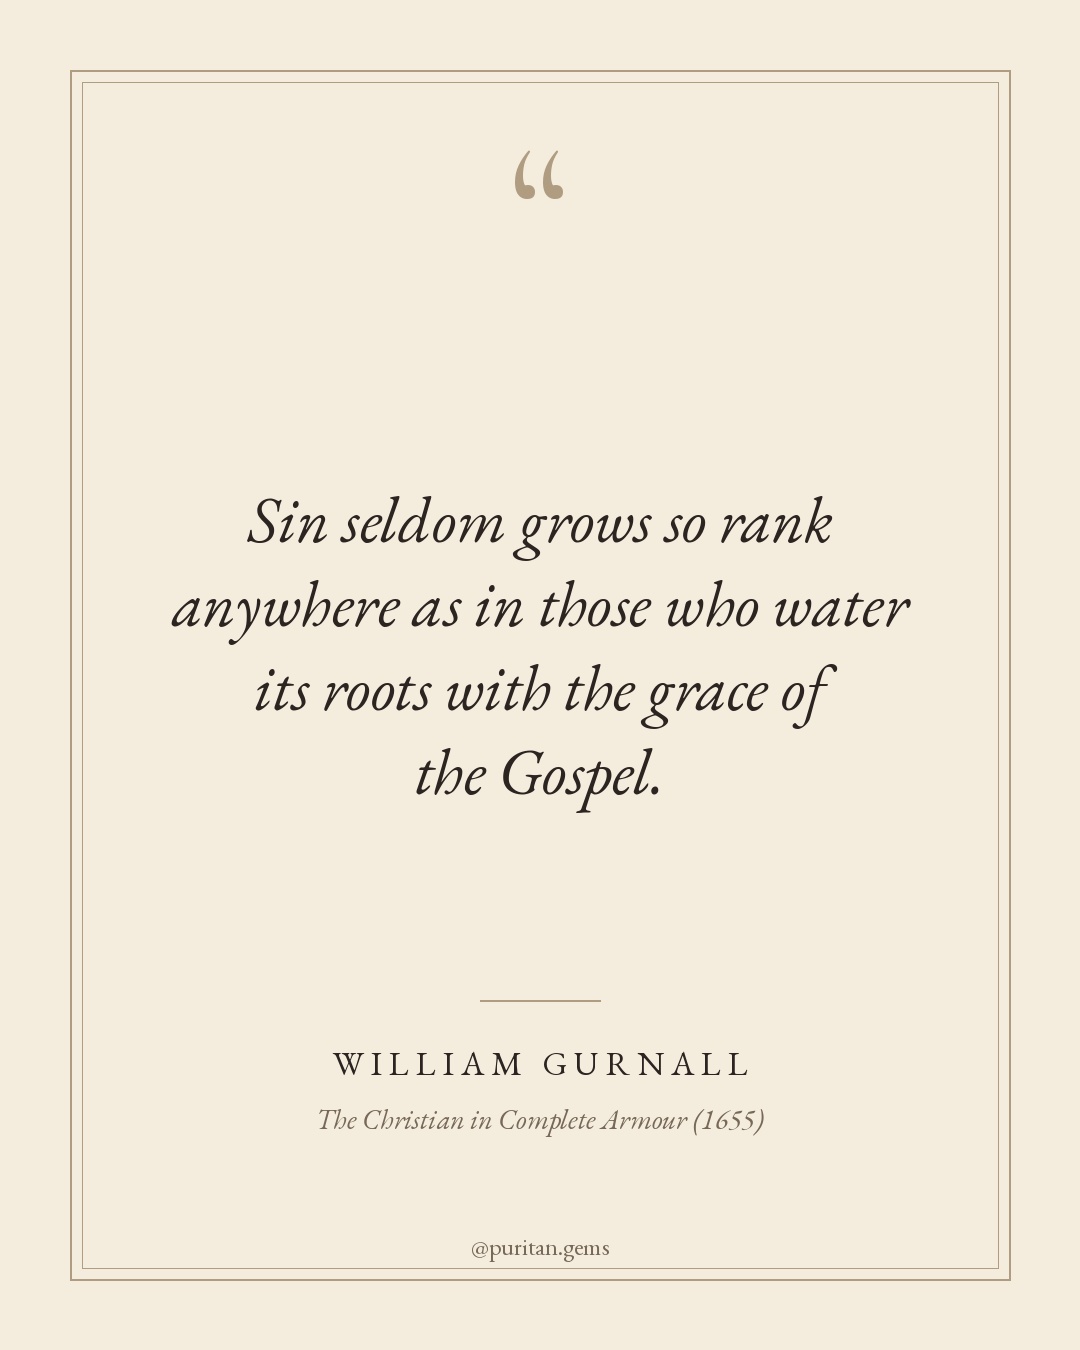 “
Sin seldom grows so rank
anywhere as in those who water
its roots with the grace of
the Gospel.
WILLIAM GURNALL
The Christian in Complete Armour (1655)
@puritan.gems